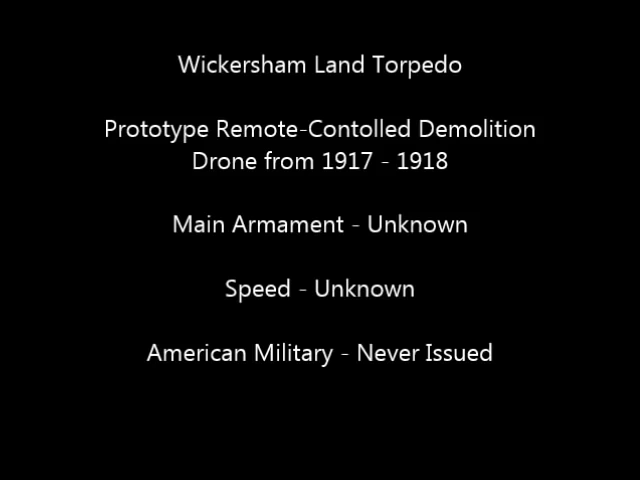 Wickersham Land Torpedo
Prototype Remote-Contolled Demolition
Drone from 1917 - 1918
Main Armament - Unknown
Speed - Unknown
American Military - Never Issued